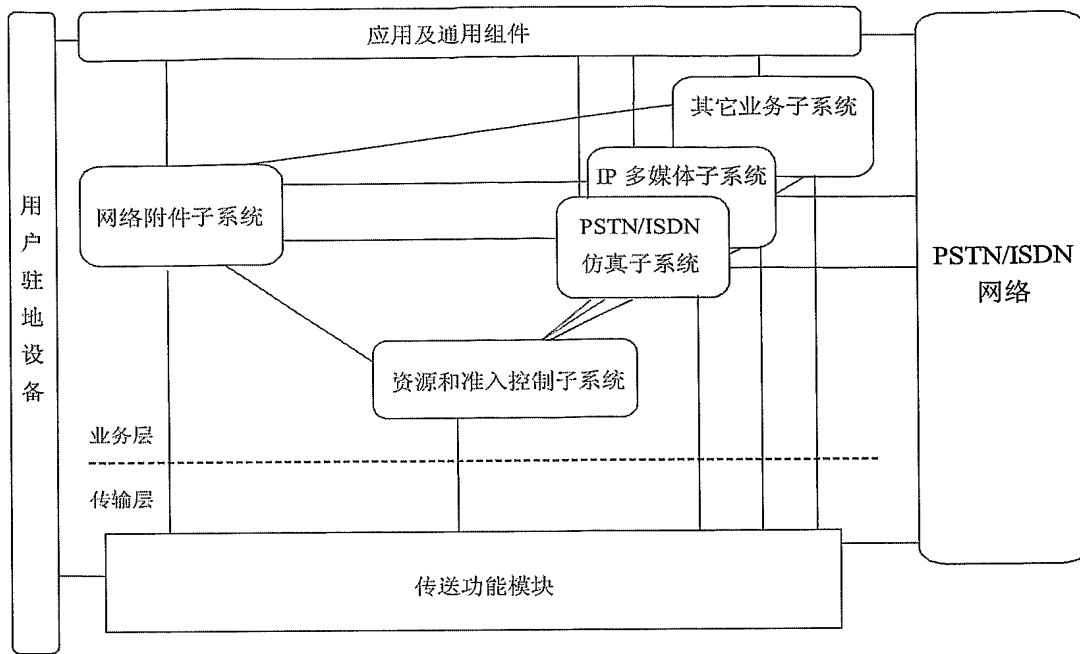 应用及通用组件
其它业务子系统
IP 多媒体子系统
网络附件子系统
PSTN/ISDN
仿真子系统
用户驻地设备
PSTN/ISDN
网络
资源和准入控制子系统
业务层
传输层
传送功能模块